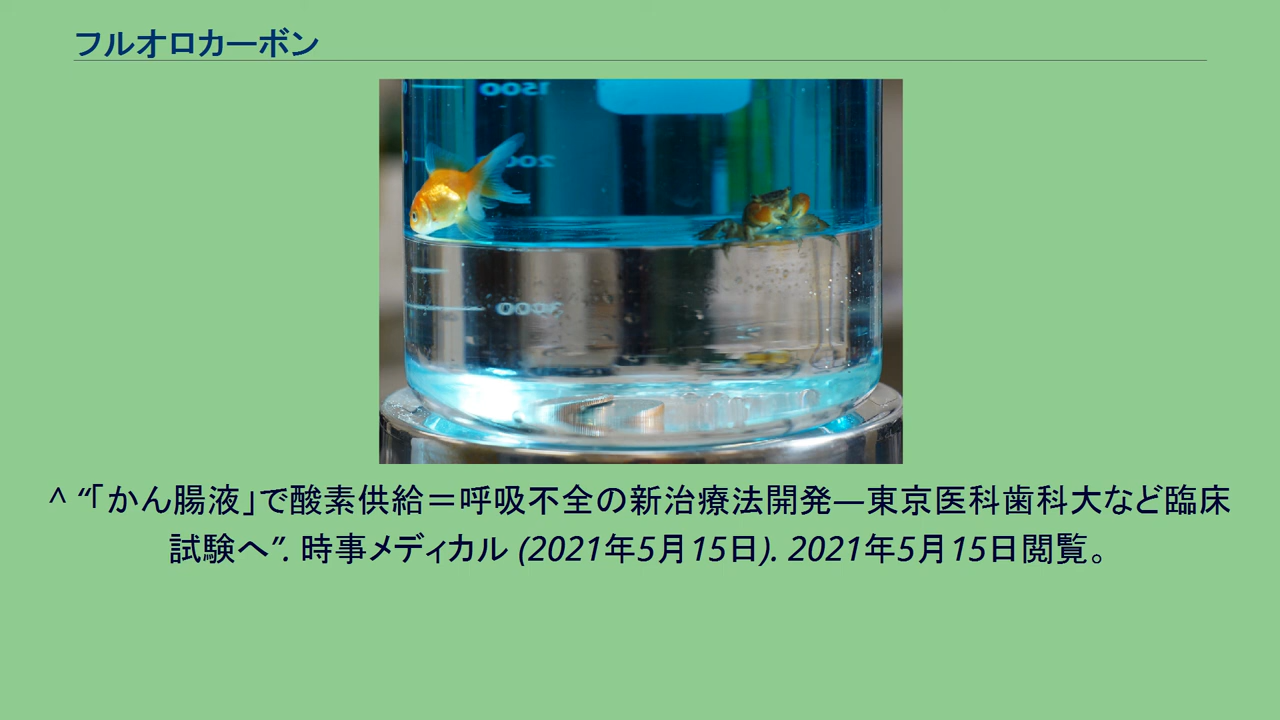 フルオロカーボン
1500
2000
3000
^ “「かん腸液」で酸素供給＝呼吸不全の新治療法開発―東京医科歯科大など臨床
試験へ”. 時事メディカル (2021年5月15日). 2021年5月15日閲覧。